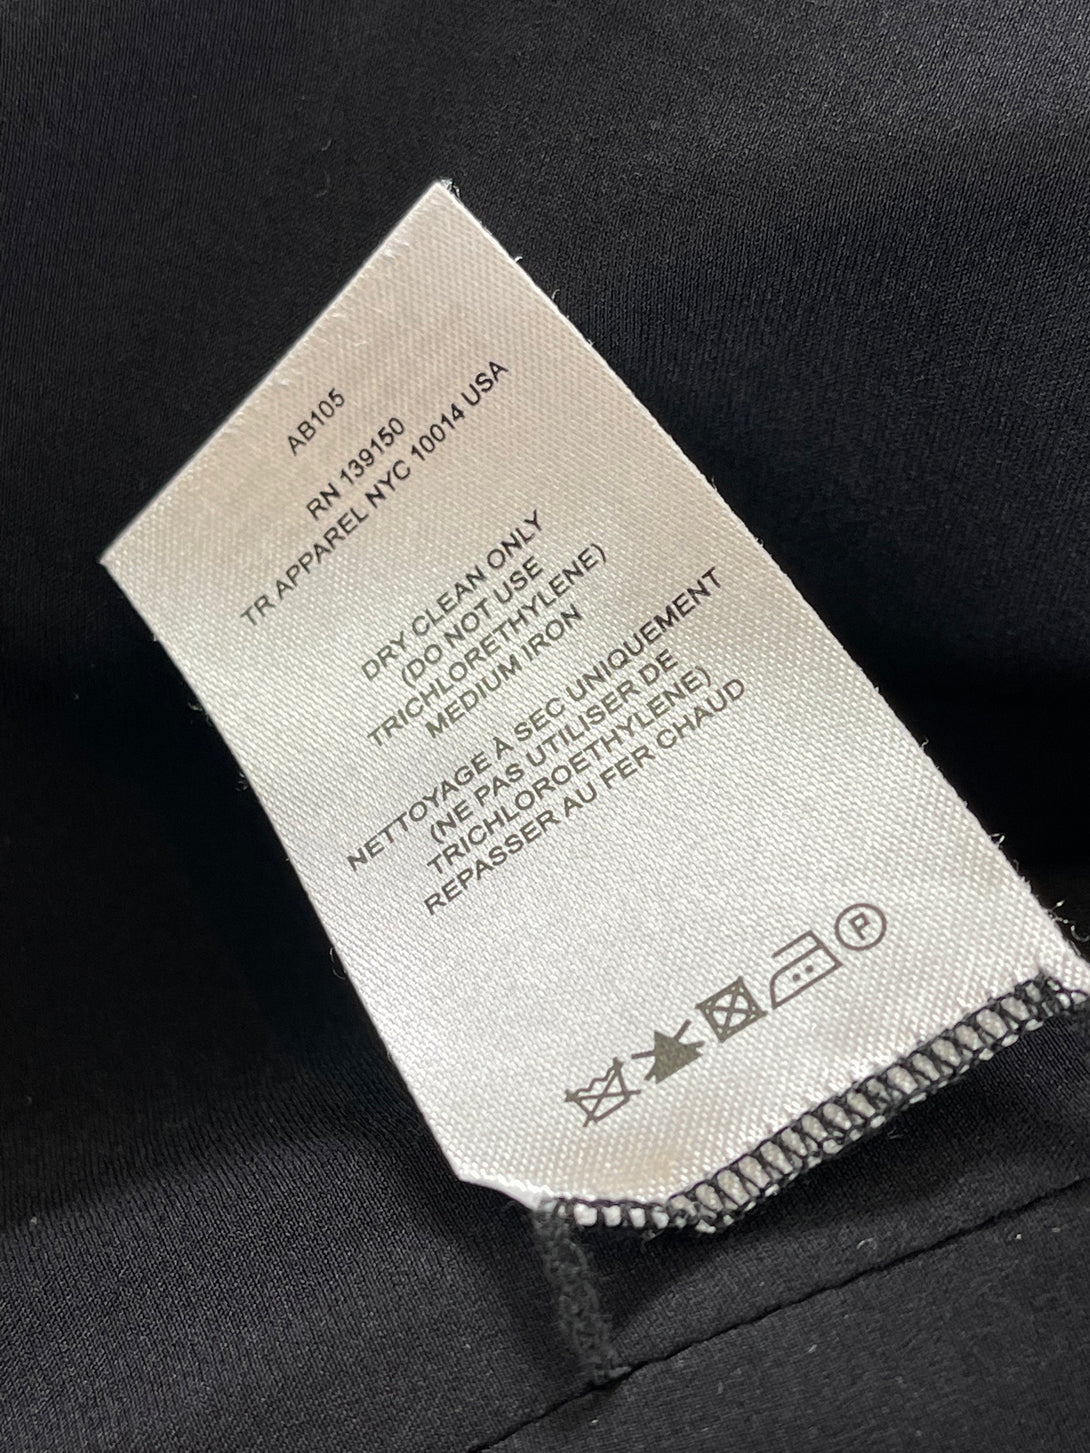 AB105
RN 139150
TR APPAREL NYC 10014 USA
DRY CLEAN ONLY
(DO NOT USE
TRICHLORETHYLENE)
MEDIUM IRON
NETTOYAGE À SEC UNIQUEMENT
(NE PAS UTILISER DE
TRICHLOROETHYLENE)
REPASSER AU FER CHAUD
P